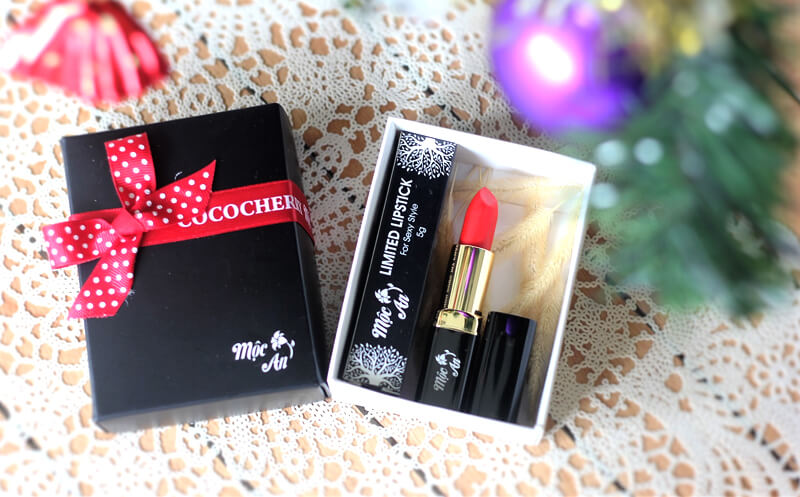 COCOCHERRY
Mộc
An
LIMITED LIPSTICK
For Sexy Style
5g
Mộc
An
Mộc
An